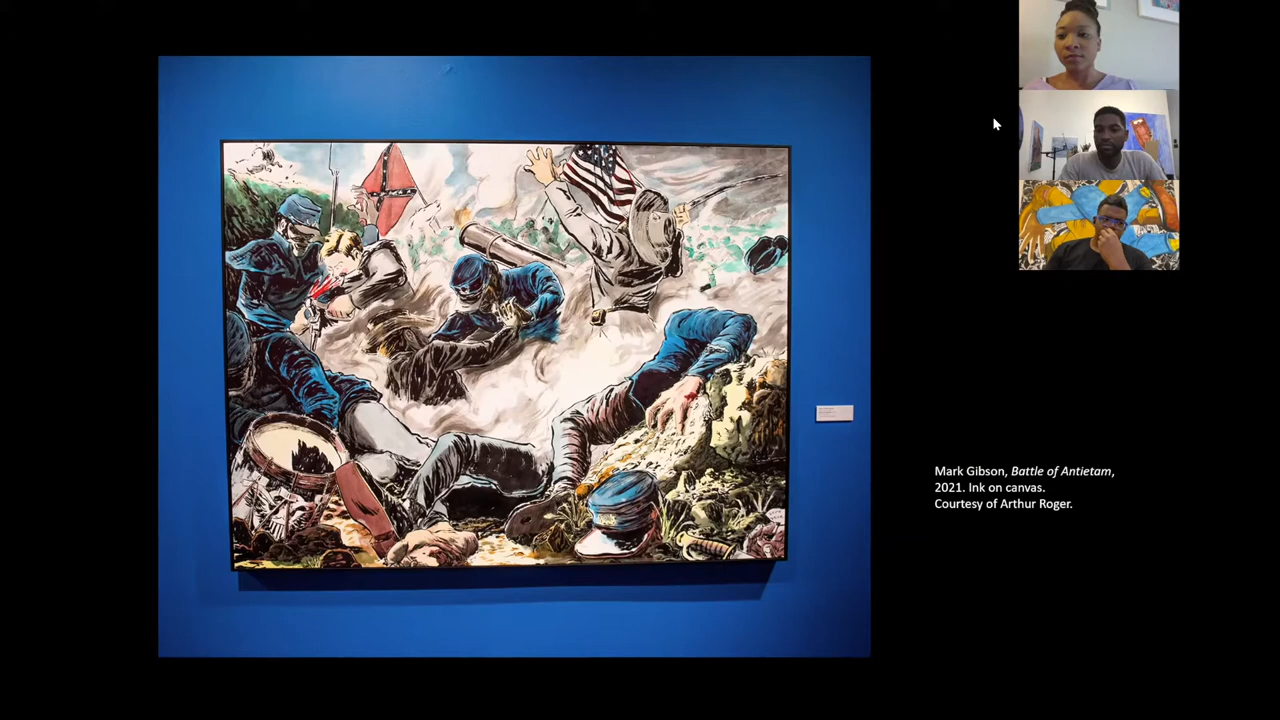 Mark Gibson, Battle of Antietam,
2021. Ink on canvas.
Courtesy of Arthur Roger.